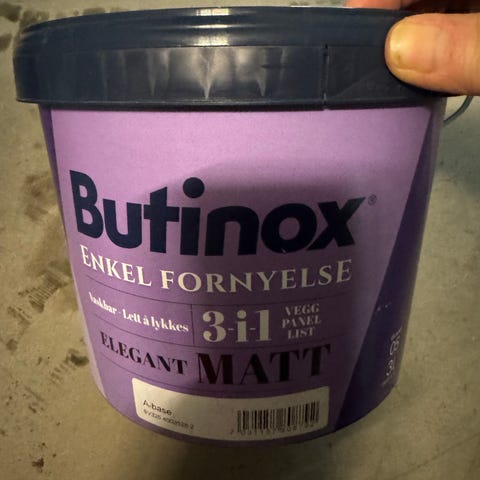 Butinox®
ENKEL FORNYELSE
Vaskbar - Lett å lykkes
3-i-1
VEGG
PANEL
LIST
ELEGANT MATT
A-base